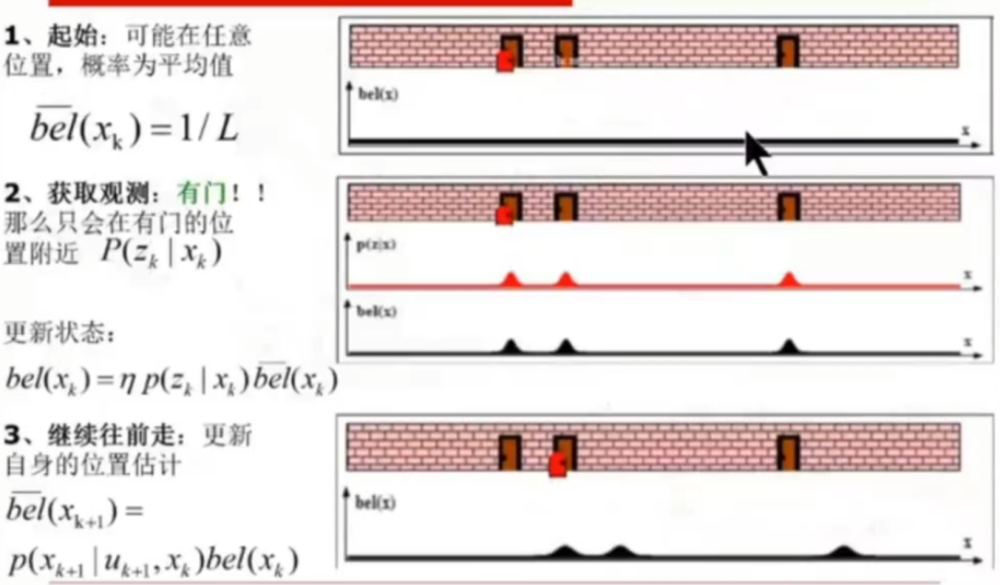 1、起始：可能在任意
位置，概率为平均值
$\overline{bel}(x_k) = 1/L$
bel(x)
x
2、获取观测：有门！！
那么只会在有门的位
置附近 $P(z_k | x_k)$
p(z|x)
x
bel(x)
x
更新状态：
$bel(x_k) = \eta\, p(z_k | x_k)\overline{bel}(x_k)$
3、继续往前走：更新
自身的位置估计
$\overline{bel}(x_{k+1}) =$
$p(x_{k+1} | u_{k+1}, x_k)bel(x_k)$
bel(x)
x